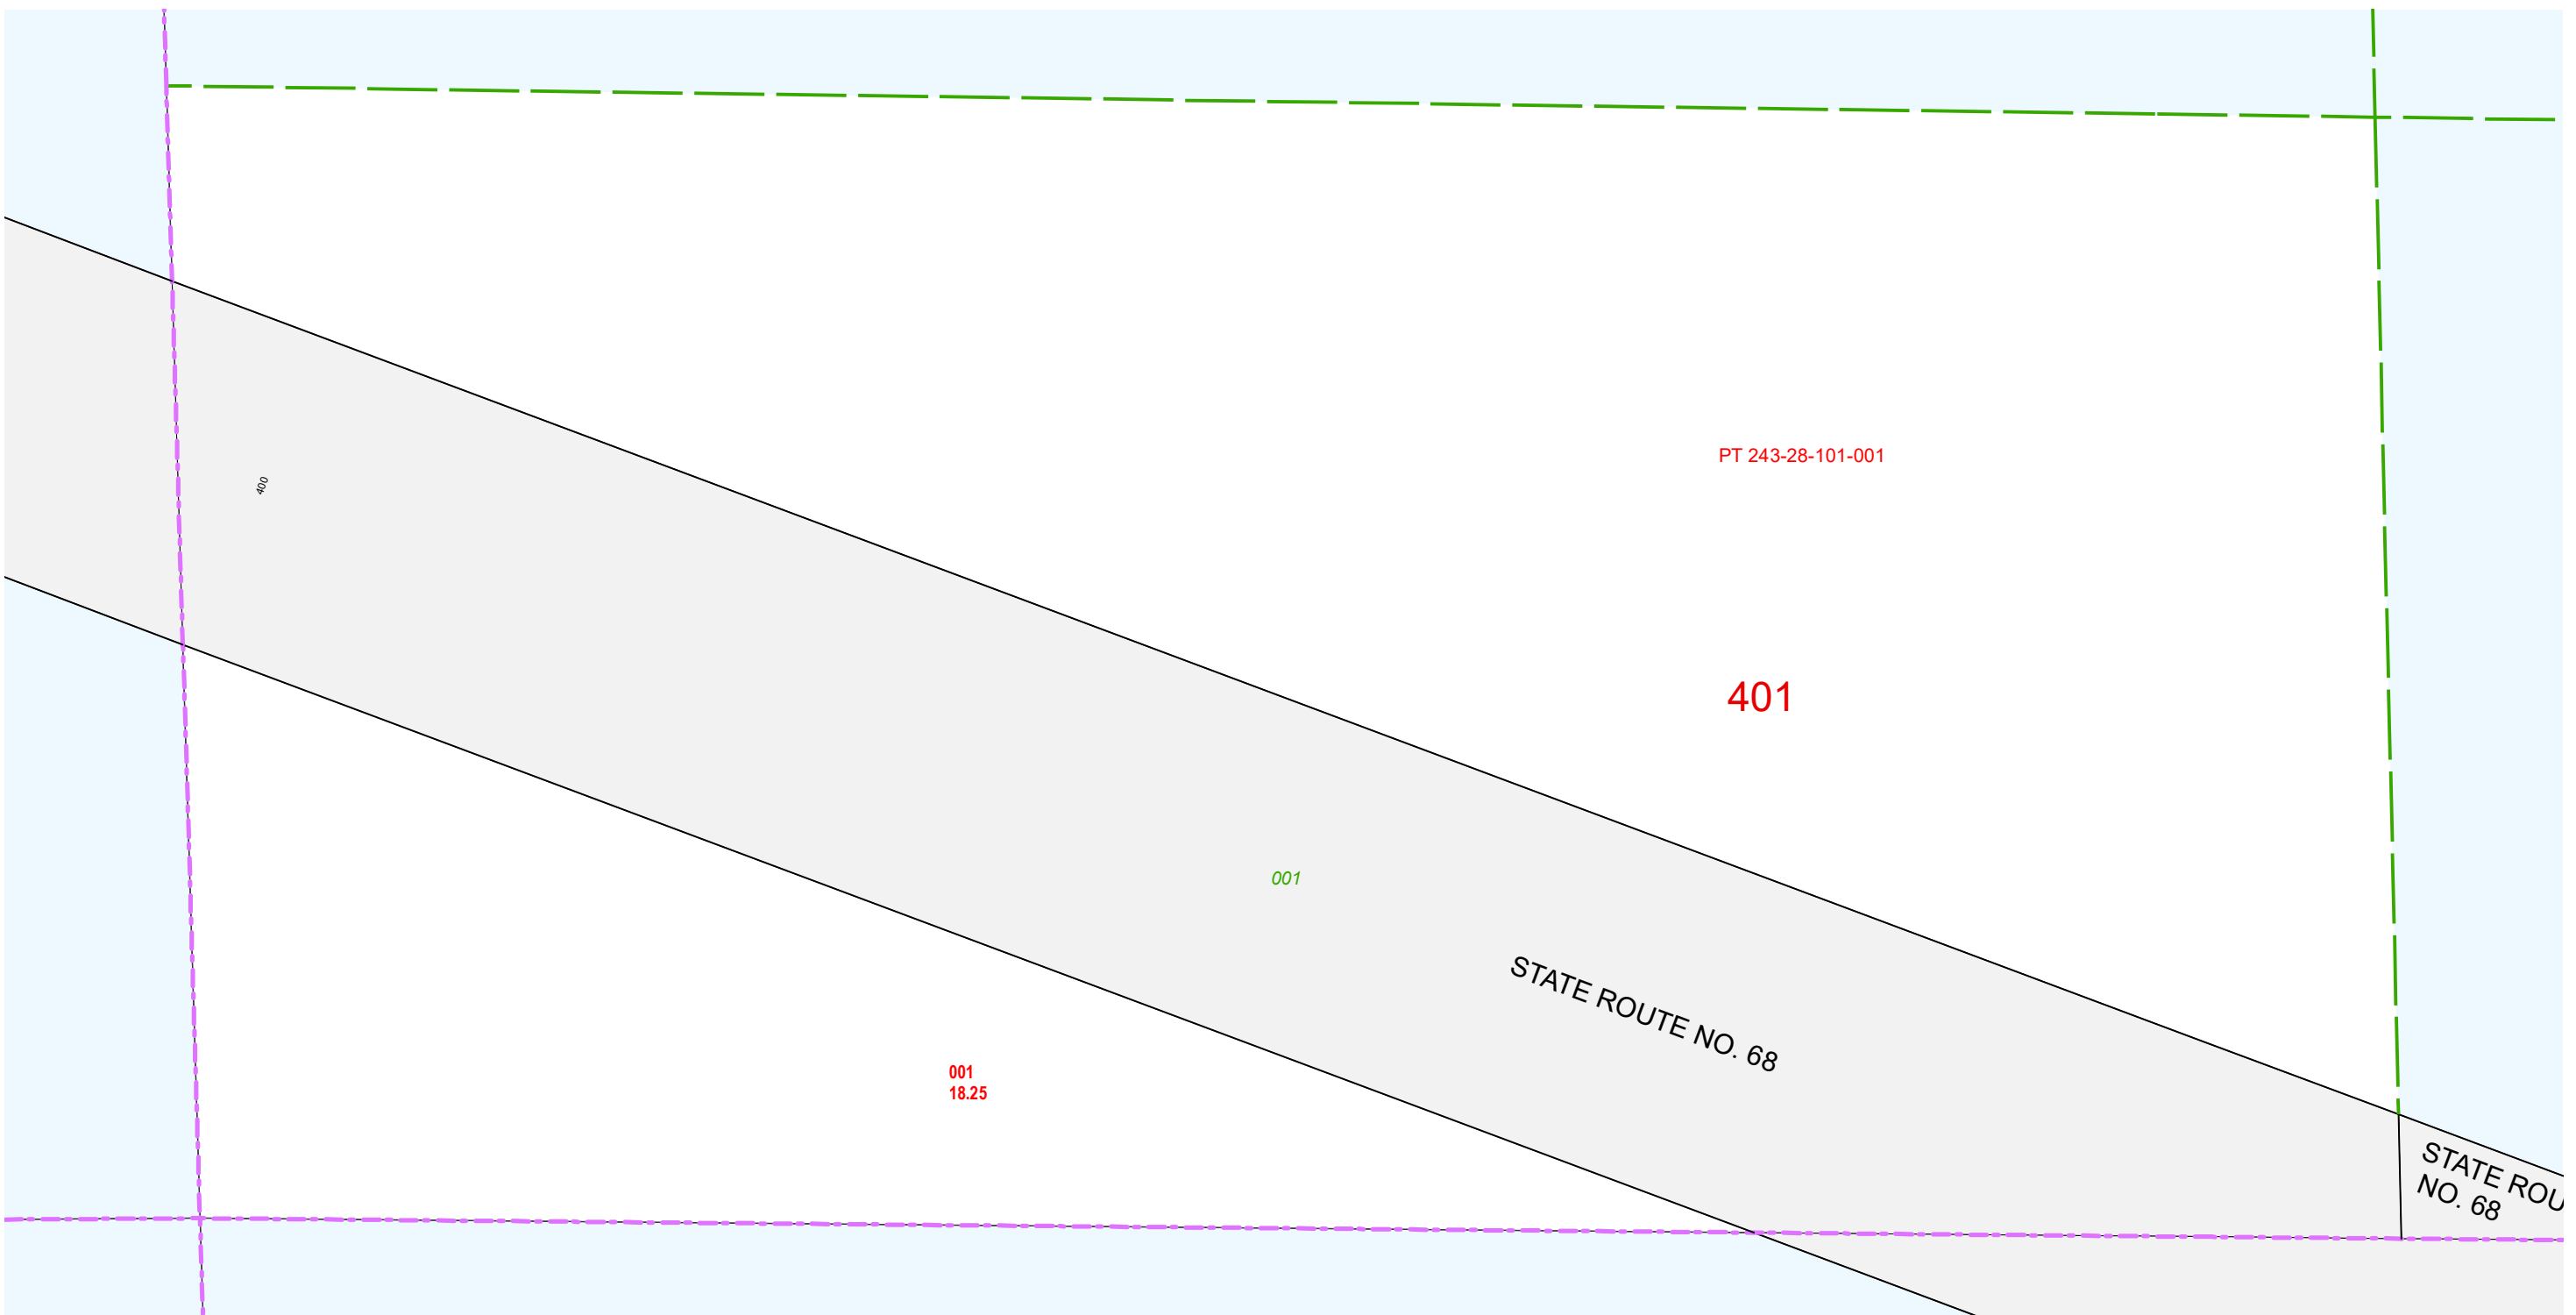 PT 243-28-101-001
400
401
001
STATE ROUTE NO. 68
001
18.25
STATE ROU
NO. 68